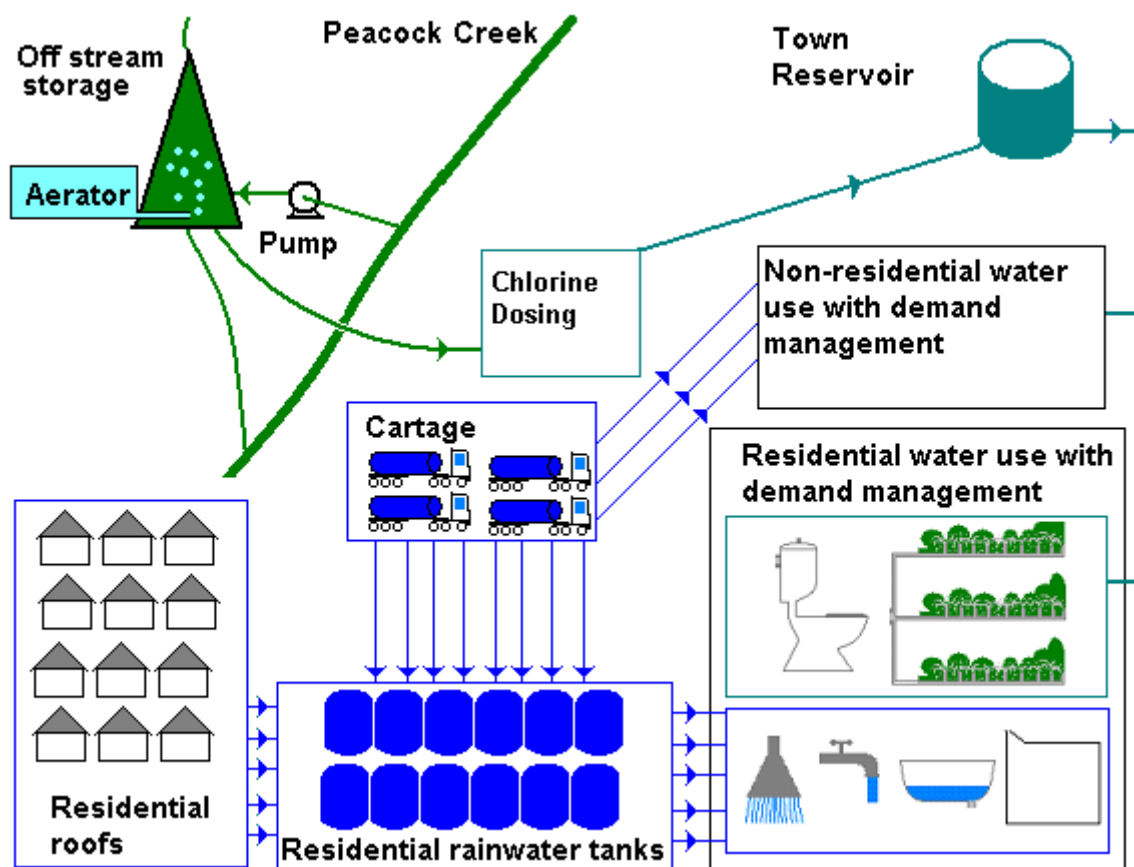 Peacock Creek
Off stream
storage
Town
Reservoir
Aerator
Pump
Chlorine
Dosing
Non-residential water
use with demand
management
Cartage
Residential water use with
demand management
Residential
roofs
Residential rainwater tanks